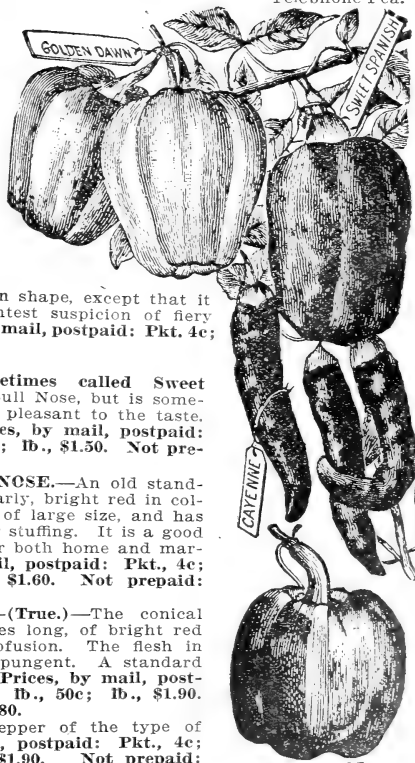 Telephone Pea.
GOLDEN DAWN
SWEET SPANISH
n shape, except that it
ntest suspicion of fiery
mail, postpaid: Pkt. 4c;
etimes called Sweet
ull Nose, but is some-
pleasant to the taste.
es, by mail, postpaid:
; lb., $1.50. Not pre-
NOSE.—An old stand-
arly, bright red in col-
of large size, and has
stuffing. It is a good
r both home and mar-
il, postpaid: Pkt., 4c;
$1.60. Not prepaid:
CAYENNE
—(True.)—The conical
es long, of bright red
ofusion. The flesh in
pungent. A standard
Prices, by mail, post-
lb., 50c; lb., $1.90.
80.
epper of the type of
, postpaid: Pkt., 4c;
$1.90. Not prepaid: